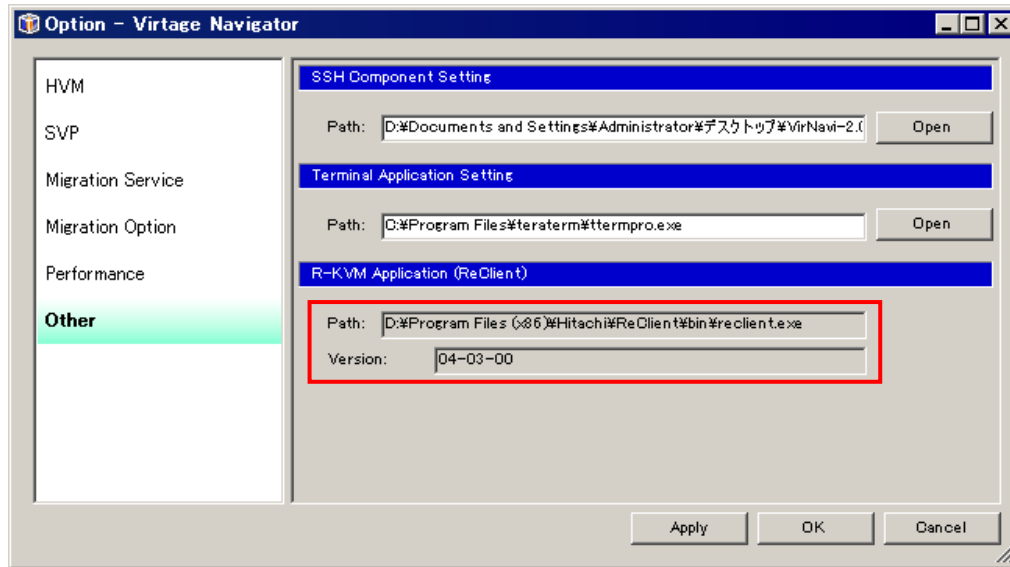 Option - Virtage Navigator
HVM
SVP
Migration Service
Migration Option
Performance
Other
SSH Component Setting
Path: D:¥Documents and Settings¥Administrator¥デスクトップ¥VirNavi-2.0 Open
Terminal Application Setting
Path: C:¥Program Files¥teraterm¥ttermpro.exe Open
R-KVM Application (ReClient)
Path: D:¥Program Files (x86)¥Hitachi¥ReClient¥bin¥reclient.exe
Version: 04-03-00
Apply OK Cancel